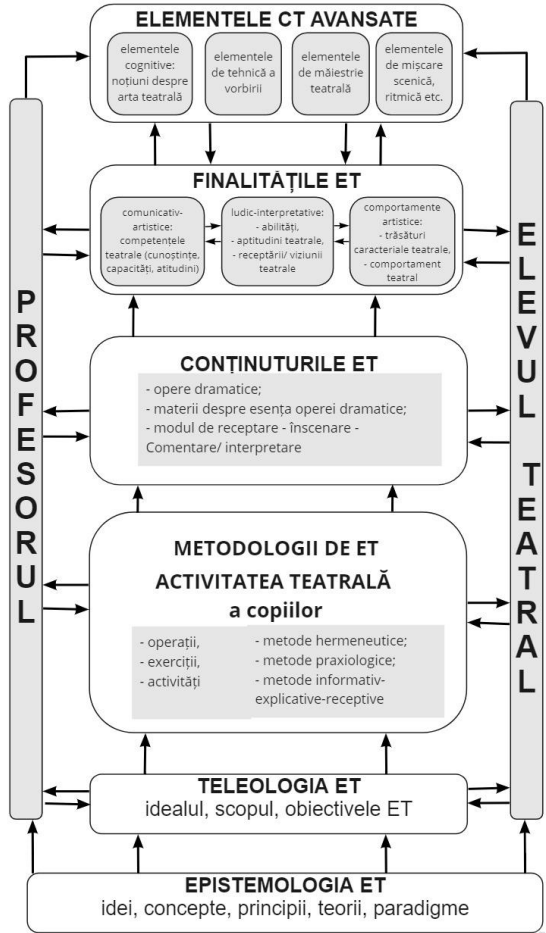 ELEMENTELE CT AVANSATE
elementele
cognitive:
noțiuni despre
arta teatrală
elementele
de tehnică a
vorbirii
elementele
de măiestrie
teatrală
elementele
de mișcare
scenică,
ritmică etc.
FINALITĂȚILE ET
comunicativ-
artistice:
competențele
teatrale (cunoștințe,
capacități, atitudini)
ludic-interpretative:
- abilități,
- aptitudini teatrale,
- receptării/ viziunii
teatrale
comportamente
artistice:
- trăsături
caracteriale teatrale,
- comportament
teatral
PROFESORUL
ELEVUL TEATRAL
CONȚINUTURILE ET
- opere dramatice;
- materii despre esența operei dramatice;
- modul de receptare - înscenare -
Comentare/ interpretare
METODOLOGII DE ET
ACTIVITATEA TEATRALĂ
a copiilor
- operații,
- exerciții,
- activități
- metode hermeneutice;
- metode praxiologice;
- metode informativ-
explicative-receptive
TELEOLOGIA ET
idealul, scopul, obiectivele ET
EPISTEMOLOGIA ET
idei, concepte, principii, teorii, paradigme